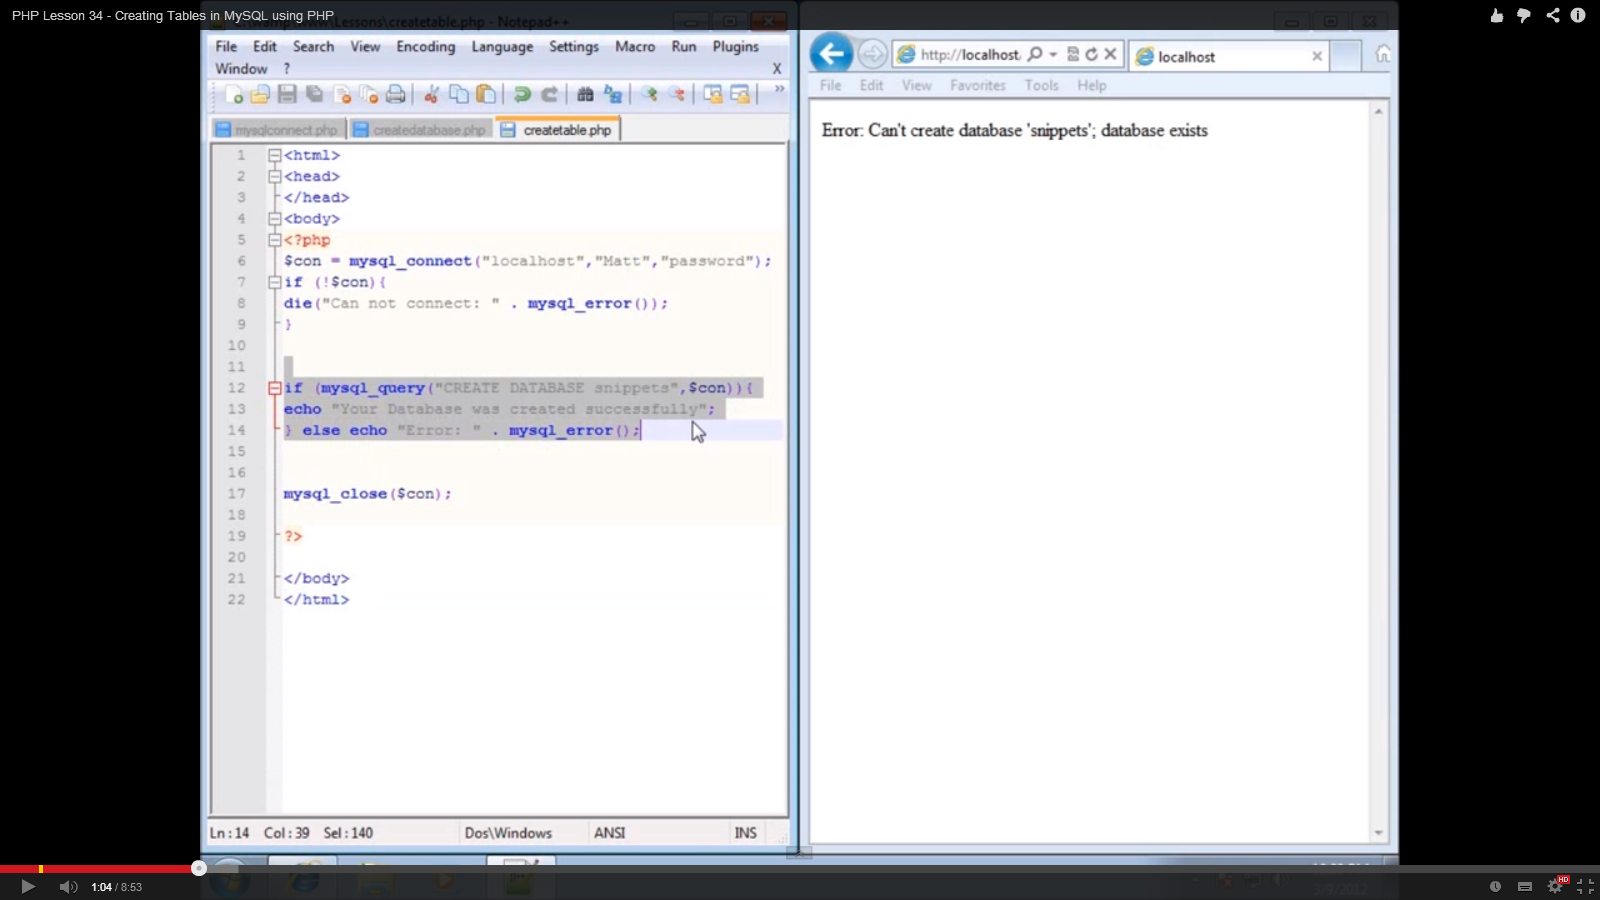 PHP Lesson 34 - Creating Tables in MySQL using PHP
\Lessons\createtable.php - Notepad++
File Edit Search View Encoding Language Settings Macro Run Plugins
Window ? X
mysqlconnect.php createdatabase.php createtable.php
1 <html>
2 <head>
3 </head>
4 <body>
5 <?php
6 $con = mysql_connect("localhost","Matt","password");
7 if (!$con){
8 die("Can not connect: " . mysql_error());
9 }
10
11
12 if (mysql_query("CREATE DATABASE snippets",$con)){
13 echo "Your Database was created successfully";
14 } else echo "Error: " . mysql_error();
15
16
17 mysql_close($con);
18
19 ?>
20
21 </body>
22 </html>
Ln : 14 Col : 39 Sel : 140 Dos\Windows ANSI INS
http://localhost localhost
File Edit View Favorites Tools Help
Error: Can't create database 'snippets'; database exists
1:04 / 8:53
HD